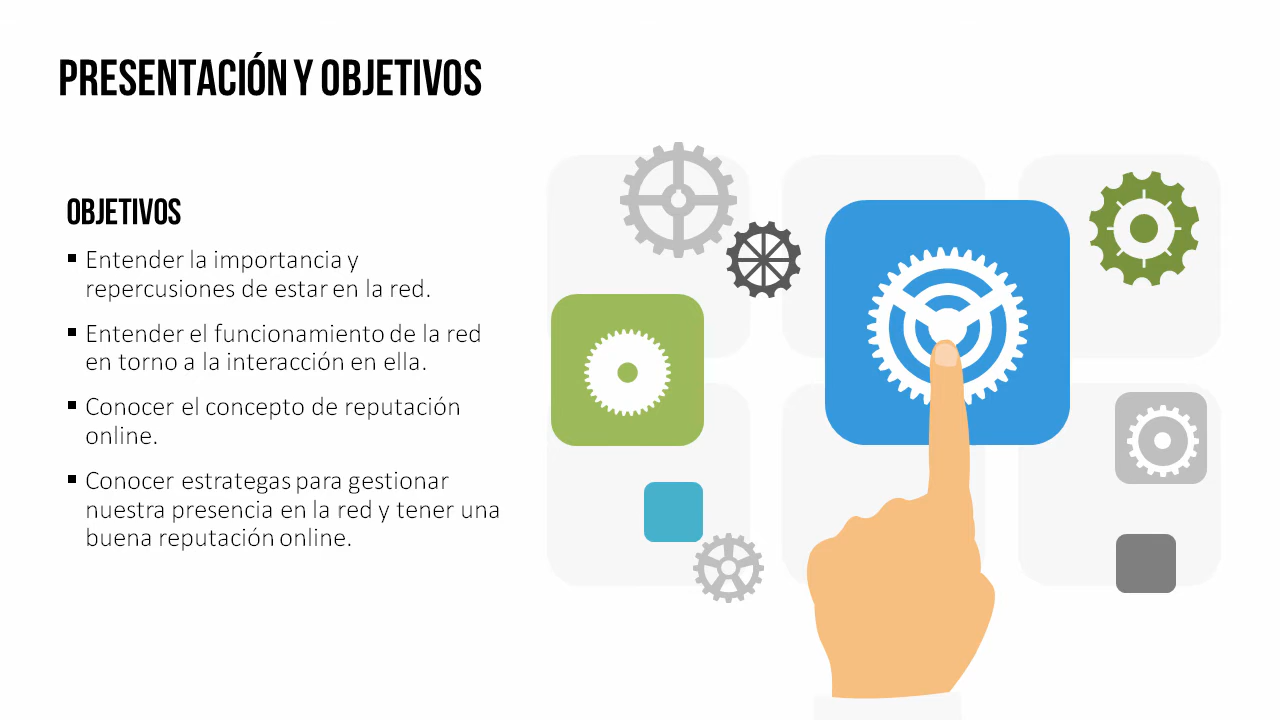 PRESENTACIÓN Y OBJETIVOS
OBJETIVOS
▪ Entender la importancia y
repercusiones de estar en la red.
▪ Entender el funcionamiento de la red
en torno a la interacción en ella.
▪ Conocer el concepto de reputación
online.
▪ Conocer estrategas para gestionar
nuestra presencia en la red y tener una
buena reputación online.